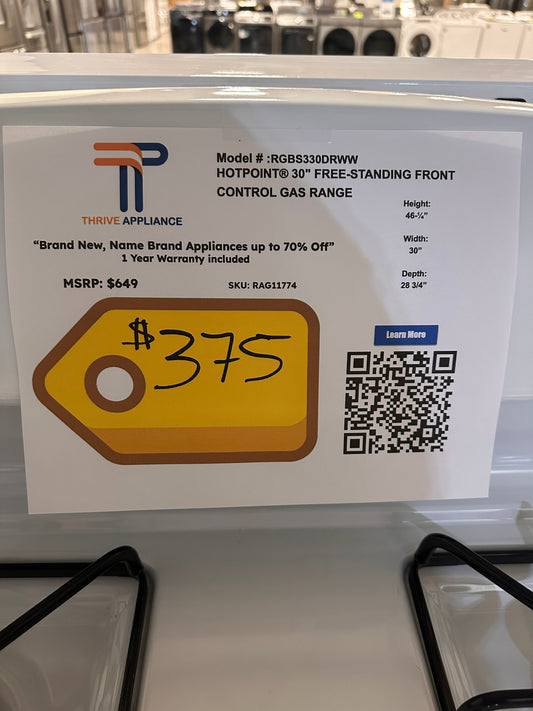 Model # :RGBS330DRWW
HOTPOINT® 30" FREE-STANDING FRONT
CONTROL GAS RANGE
THRIVE APPLIANCE
Height:
46-¼"
“Brand New, Name Brand Appliances up to 70% Off”
1 Year Warranty included
Width:
30"
MSRP: $649
SKU: RAG11774
Depth:
28 3/4"
$375
Learn More